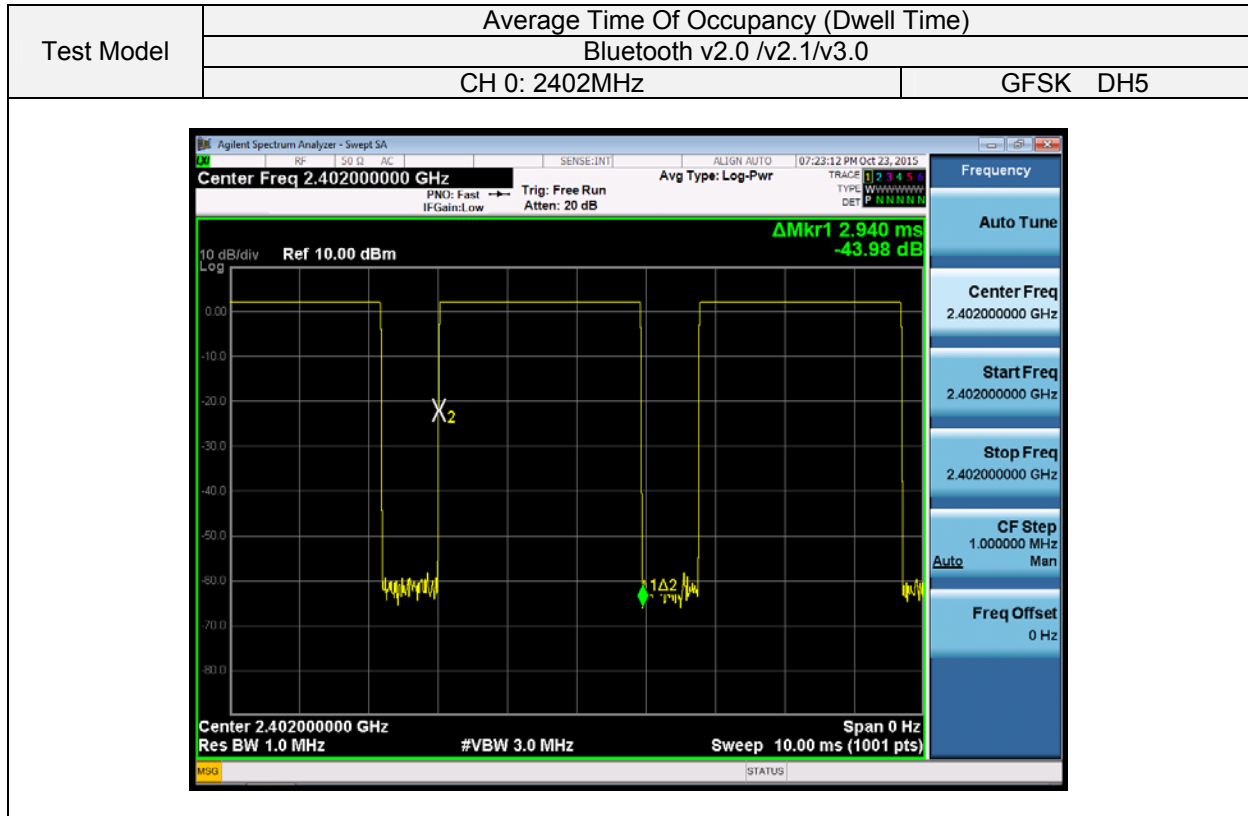 Test Model
Average Time Of Occupancy (Dwell Time)
Bluetooth v2.0 /v2.1/v3.0
CH 0: 2402MHz GFSK DH5
Agilent Spectrum Analyzer - Swept SA
LXI RF 50 Ω AC SENSE:INT ALIGN AUTO 07:23:12 PM Oct 23, 2015
Center Freq 2.402000000 GHz
PNO: Fast
IFGain:Low
Trig: Free Run
Atten: 20 dB
Avg Type: Log-Pwr
TRACE 1 2 3 4 5 6
TYPE WWWWWW
DET P N N N N N
ΔMkr1 2.940 ms
-43.98 dB
10 dB/div Ref 10.00 dBm
Log
0.00
-10.0
-20.0
-30.0
-40.0
-50.0
-60.0
-70.0
-80.0
2
1Δ2
Center 2.402000000 GHz Span 0 Hz
Res BW 1.0 MHz #VBW 3.0 MHz Sweep 10.00 ms (1001 pts)
MSG STATUS
Frequency
Auto Tune
Center Freq
2.402000000 GHz
Start Freq
2.402000000 GHz
Stop Freq
2.402000000 GHz
CF Step
1.000000 MHz
Auto Man
Freq Offset
0 Hz